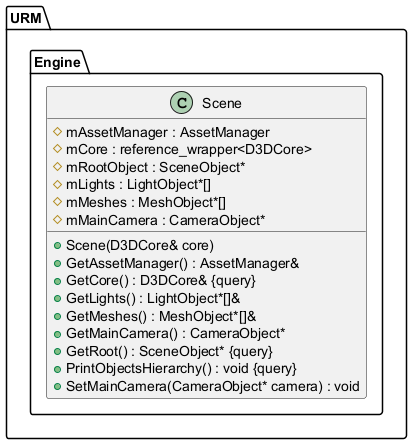 URM
Engine
C Scene
mAssetManager : AssetManager
mCore : reference_wrapper<D3DCore>
mRootObject : SceneObject*
mLights : LightObject*[]
mMeshes : MeshObject*[]
mMainCamera : CameraObject*
Scene(D3DCore& core)
GetAssetManager() : AssetManager&
GetCore() : D3DCore& {query}
GetLights() : LightObject*[]&
GetMeshes() : MeshObject*[]&
GetMainCamera() : CameraObject*
GetRoot() : SceneObject* {query}
PrintObjectsHierarchy() : void {query}
SetMainCamera(CameraObject* camera) : void